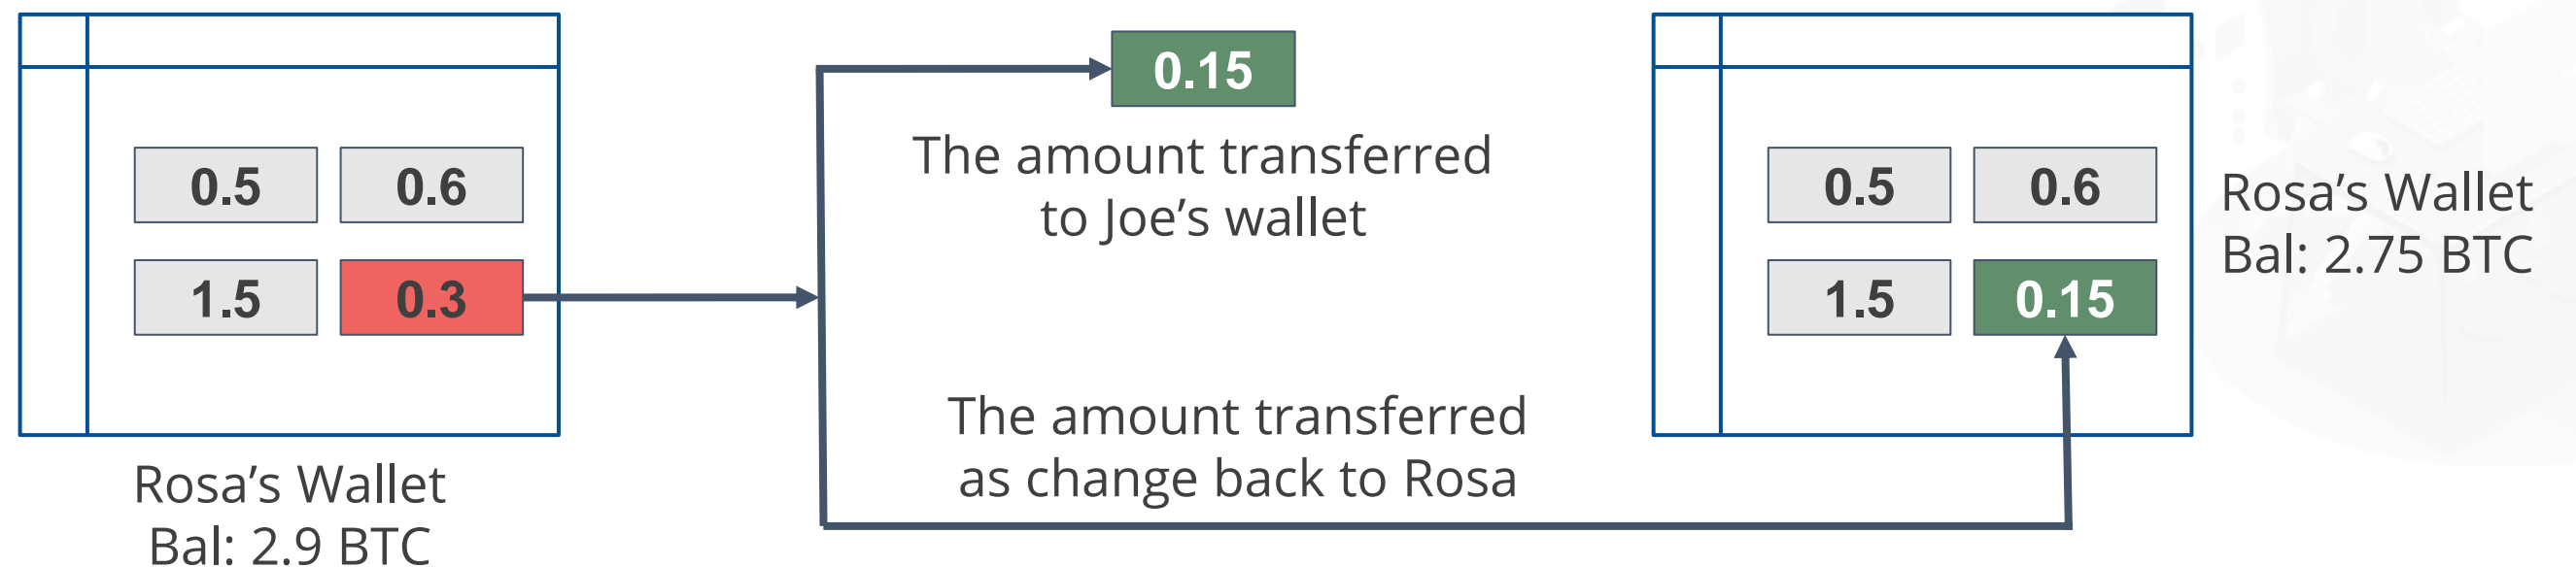 0.5 0.6
1.5 0.3
Rosa’s Wallet
Bal: 2.9 BTC
0.15
The amount transferred
to Joe’s wallet
The amount transferred
as change back to Rosa
0.5 0.6
1.5 0.15
Rosa’s Wallet
Bal: 2.75 BTC